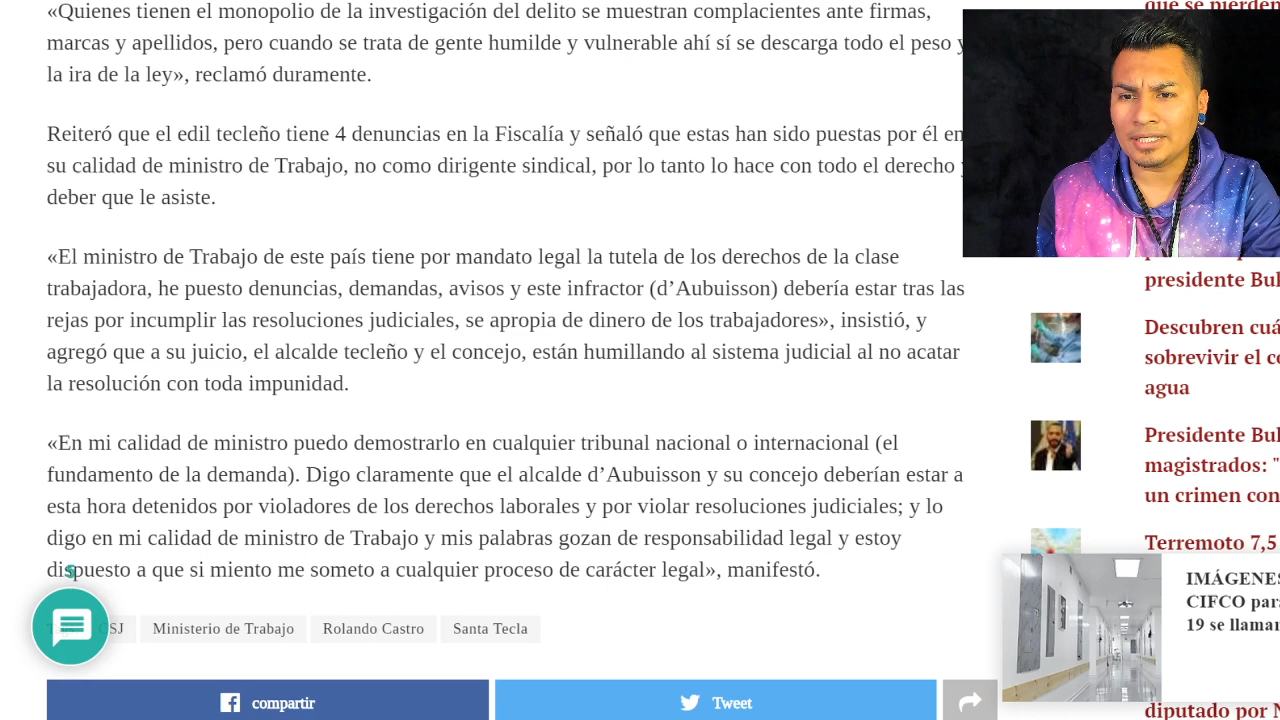 «Quienes tienen el monopolio de la investigación del delito se muestran complacientes ante firmas,
marcas y apellidos, pero cuando se trata de gente humilde y vulnerable ahí sí se descarga todo el peso y
la ira de la ley», reclamó duramente.
Reiteró que el edil tecleño tiene 4 denuncias en la Fiscalía y señaló que estas han sido puestas por él en
su calidad de ministro de Trabajo, no como dirigente sindical, por lo tanto lo hace con todo el derecho y
deber que le asiste.
«El ministro de Trabajo de este país tiene por mandato legal la tutela de los derechos de la clase
trabajadora, he puesto denuncias, demandas, avisos y este infractor (d’Aubuisson) debería estar tras las
rejas por incumplir las resoluciones judiciales, se apropia de dinero de los trabajadores», insistió, y
agregó que a su juicio, el alcalde tecleño y el concejo, están humillando al sistema judicial al no acatar
la resolución con toda impunidad.
«En mi calidad de ministro puedo demostrarlo en cualquier tribunal nacional o internacional (el
fundamento de la demanda). Digo claramente que el alcalde d’Aubuisson y su concejo deberían estar a
esta hora detenidos por violadores de los derechos laborales y por violar resoluciones judiciales; y lo
digo en mi calidad de ministro de Trabajo y mis palabras gozan de responsabilidad legal y estoy
dispuesto a que si miento me someto a cualquier proceso de carácter legal», manifestó.
CSJ Ministerio de Trabajo Rolando Castro Santa Tecla
compartir Tweet
que se pierden
presidente Bul
Descubren cuá
sobrevivir el co
agua
Presidente Bul
magistrados: "
un crimen con
Terremoto 7,5
IMÁGENES
CIFCO para
19 se llamar
diputado por N